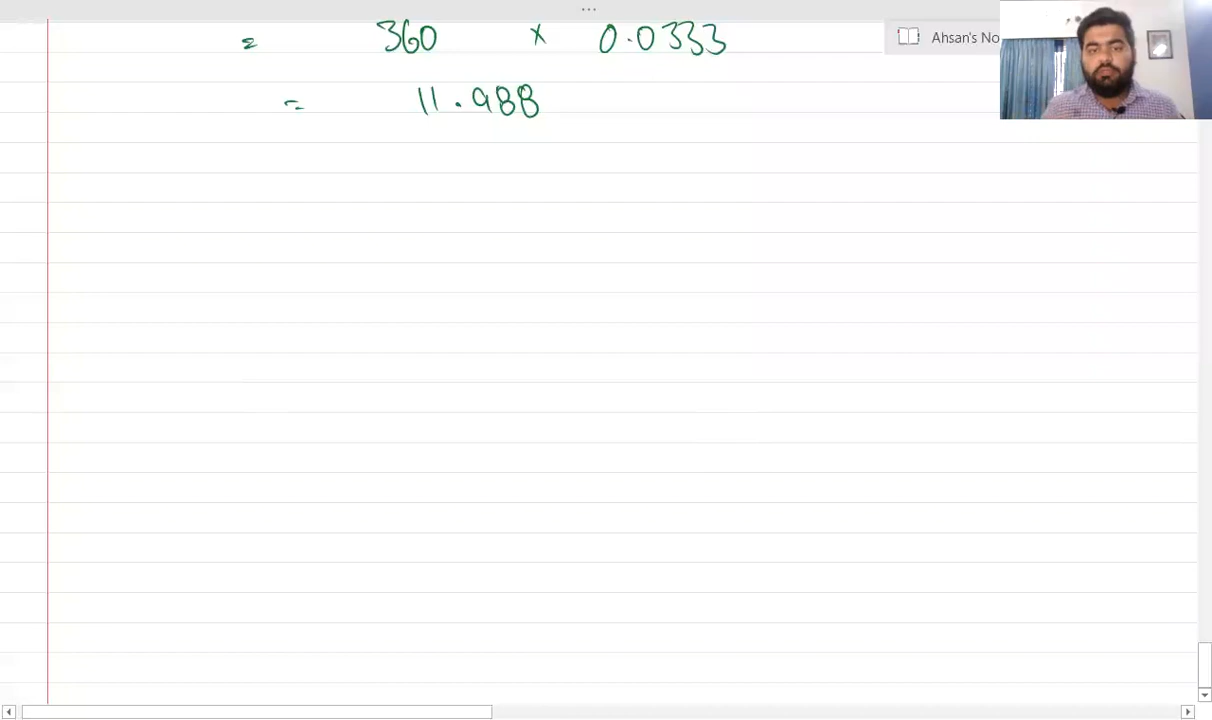 = 360 × 0.0333
Ahsan's No
= 11.988